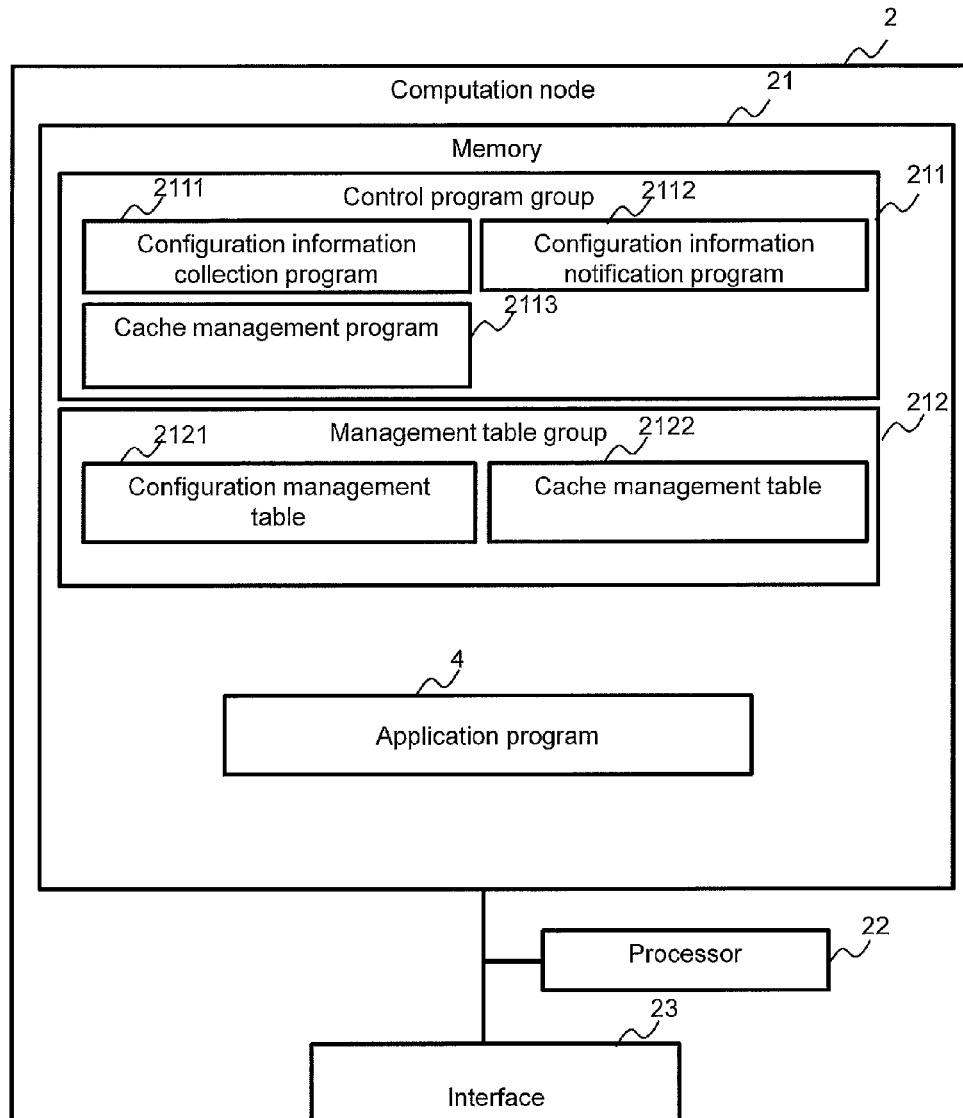 2
Computation node
21
Memory
2111
Control program group
2112
211
Configuration information
collection program
Configuration information
notification program
Cache management program
2113
212
2121
Management table group
2122
Configuration management
table
Cache management table
4
Application program
Processor
22
23
Interface